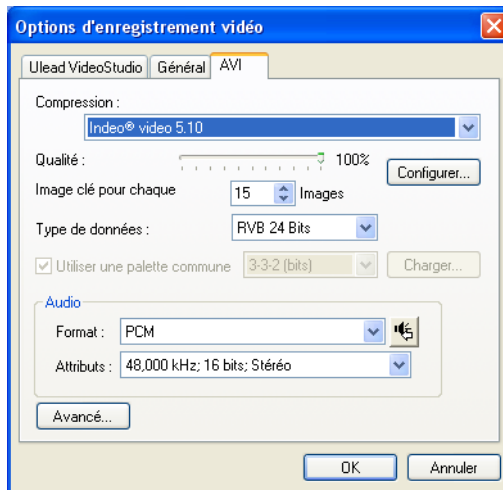 Options d'enregistrement vidéo
Ulead VideoStudio Général AVI
Compression :
Indeo® video 5.10
Qualité : 100%
Configurer...
Image clé pour chaque 15 Images
Type de données : RVB 24 Bits
Utiliser une palette commune 3-3-2 (bits) Charger...
Audio
Format : PCM
Attributs : 48,000 kHz; 16 bits; Stéréo
Avancé...
OK Annuler